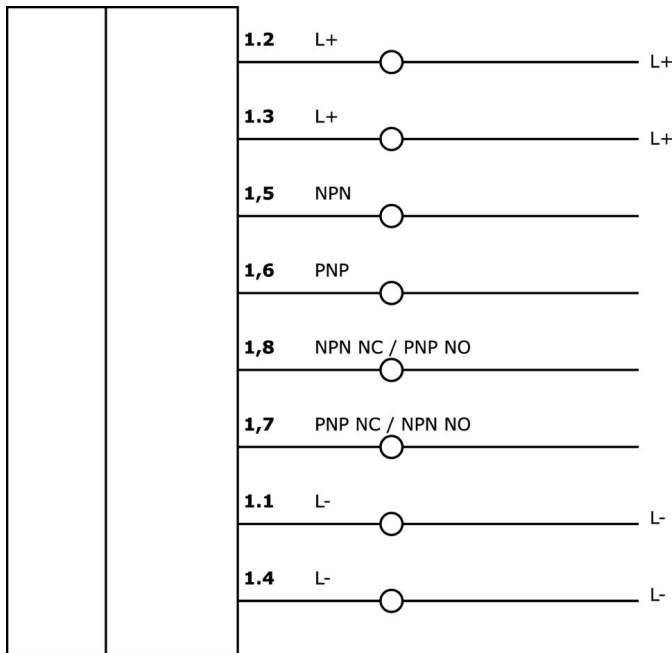 1.2 L+ L+
1.3 L+ L+
1,5 NPN
1,6 PNP
1,8 NPN NC / PNP NO
1,7 PNP NC / NPN NO
1.1 L- L-
1.4 L- L-